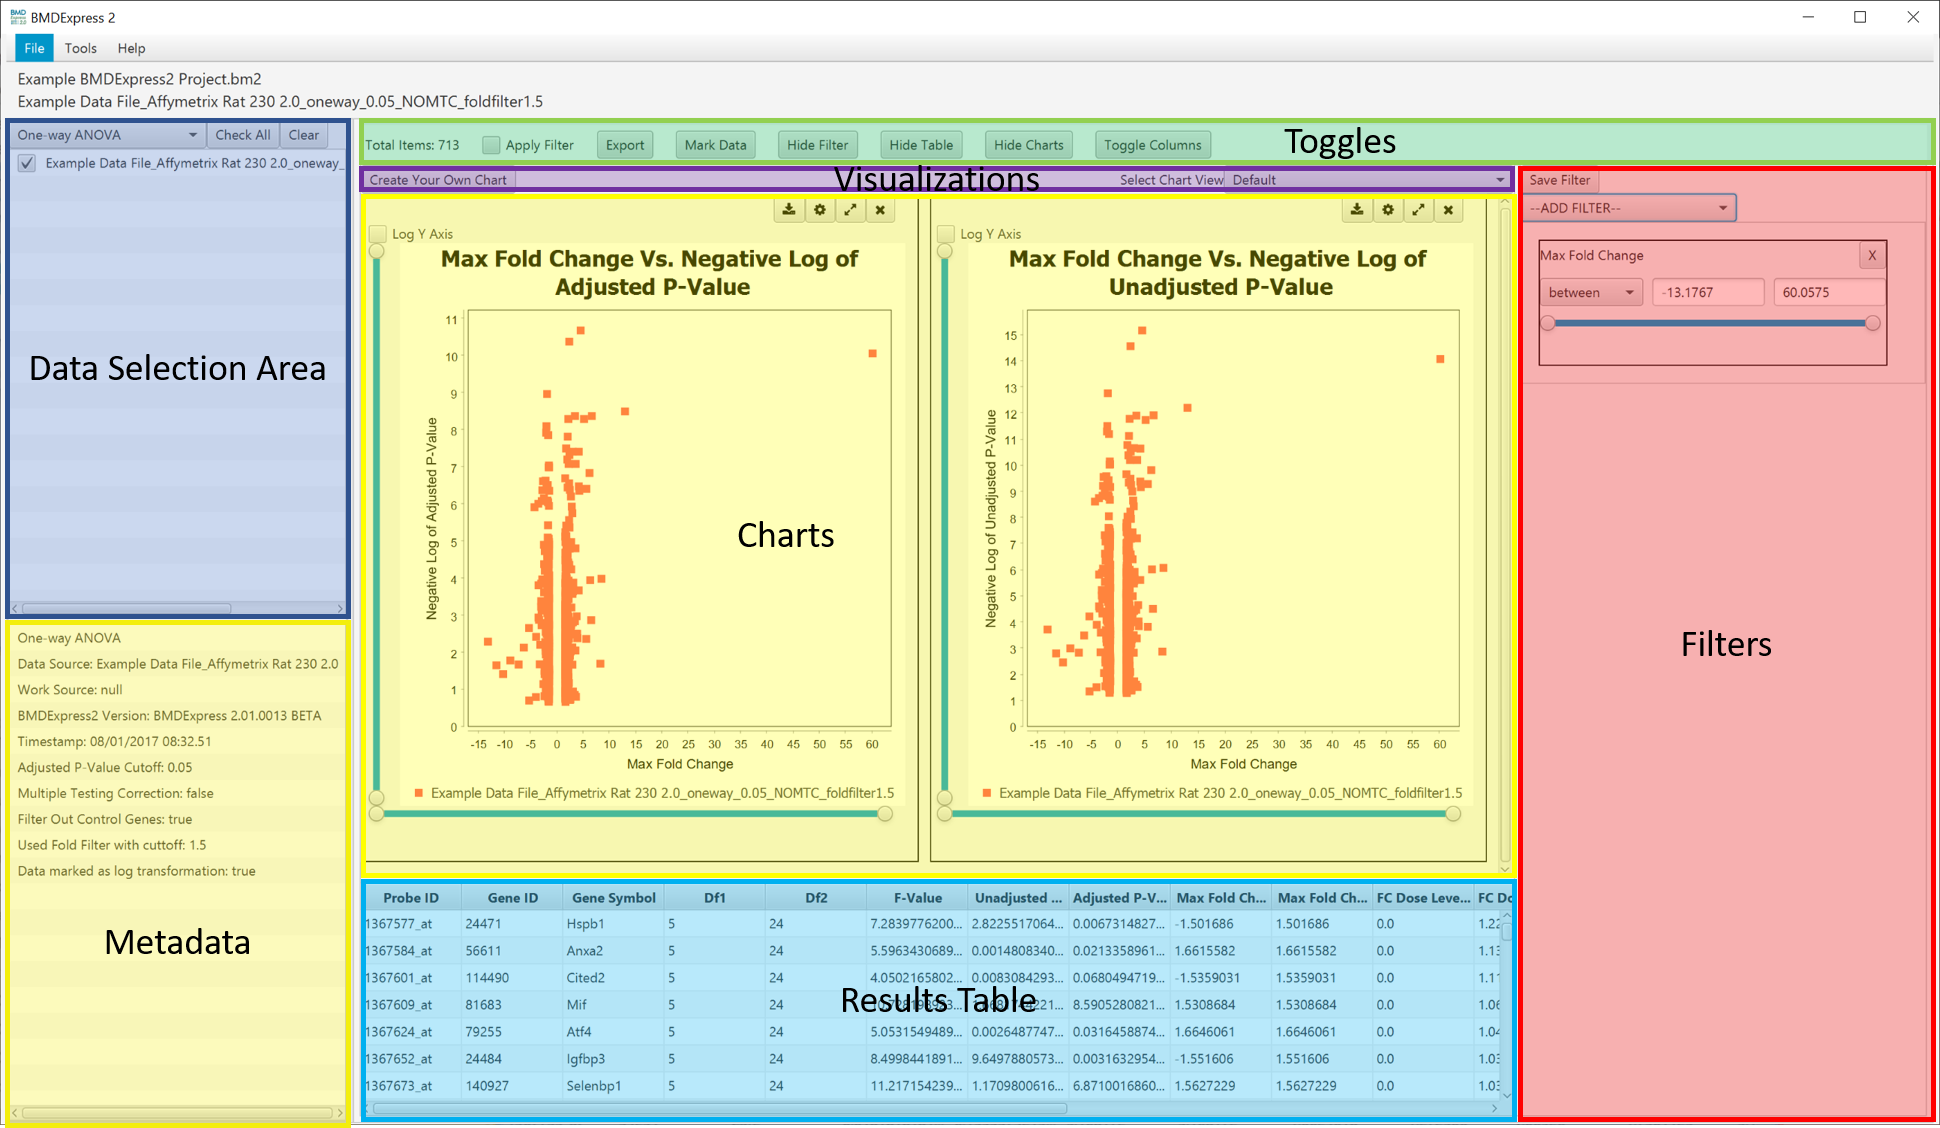 BMDExpress 2
File Tools Help
Example BMDExpress2 Project.bm2
Example Data File_Affymetrix Rat 230 2.0_oneway_0.05_NOMTC_foldfilter1.5
One-way ANOVA Check All Clear
Example Data File_Affymetrix Rat 230 2.0_oneway_
Data Selection Area
One-way ANOVA
Data Source: Example Data File_Affymetrix Rat 230 2.0
Work Source: null
BMDExpress2 Version: BMDExpress 2.01.0013 BETA
Timestamp: 08/01/2017 08:32.51
Adjusted P-Value Cutoff: 0.05
Multiple Testing Correction: false
Filter Out Control Genes: true
Used Fold Filter with cuttoff: 1.5
Data marked as log transformation: true
Metadata
Total Items: 713 Apply Filter Export Mark Data Hide Filter Hide Table Hide Charts Toggle Columns Toggles
Create Your Own Chart Visualizations Select Chart View Default
Log Y Axis
Max Fold Change Vs. Negative Log of
Adjusted P-Value
Negative Log of Adjusted P-Value
11
10
9
8
7
6
5
4
3
2
1
0
-15 -10 -5 0 5 10 15 20 25 30 35 40 45 50 55 60
Max Fold Change
Example Data File_Affymetrix Rat 230 2.0_oneway_0.05_NOMTC_foldfilter1.5
Charts
Log Y Axis
Max Fold Change Vs. Negative Log of
Unadjusted P-Value
Negative Log of Unadjusted P-Value
15
14
13
12
11
10
9
8
7
6
5
4
3
2
1
0
-15 -10 -5 0 5 10 15 20 25 30 35 40 45 50 55 60
Max Fold Change
Example Data File_Affymetrix Rat 230 2.0_oneway_0.05_NOMTC_foldfilter1.5
Save Filter
--ADD FILTER--
Max Fold Change X
between -13.1767 60.0575
Filters
Probe ID Gene ID Gene Symbol Df1 Df2 F-Value Unadjusted ... Adjusted P-V... Max Fold Ch... Max Fold Ch... FC Dose Leve... FC Do
1367577_at 24471 Hspb1 5 24 7.2839776200... 2.8225517064... 0.0067314827... -1.501686 1.501686 0.0 1.22
1367584_at 56611 Anxa2 5 24 5.5963430689... 0.0014808340... 0.0213358961... 1.6615582 1.6615582 0.0 1.13
1367601_at 114490 Cited2 5 24 4.0502165802... 0.0083084293... 0.0680494719... -1.5359031 1.5359031 0.0 1.11
1367609_at 81683 Mif 5 24 8.5905280821... 1.5308684 1.5308684 0.0 1.06
Results Table
1367624_at 79255 Atf4 5 24 5.0531549489... 0.0026487747... 0.0316458874... 1.6646061 1.6646061 0.0 1.04
1367652_at 24484 Igfbp3 5 24 8.4998441891... 9.6497880573... 0.0031632954... -1.551606 1.551606 0.0 1.03
1367673_at 140927 Selenbp1 5 24 11.217154239... 1.1709800616... 6.8710016860... 1.5627229 1.5627229 0.0 1.03